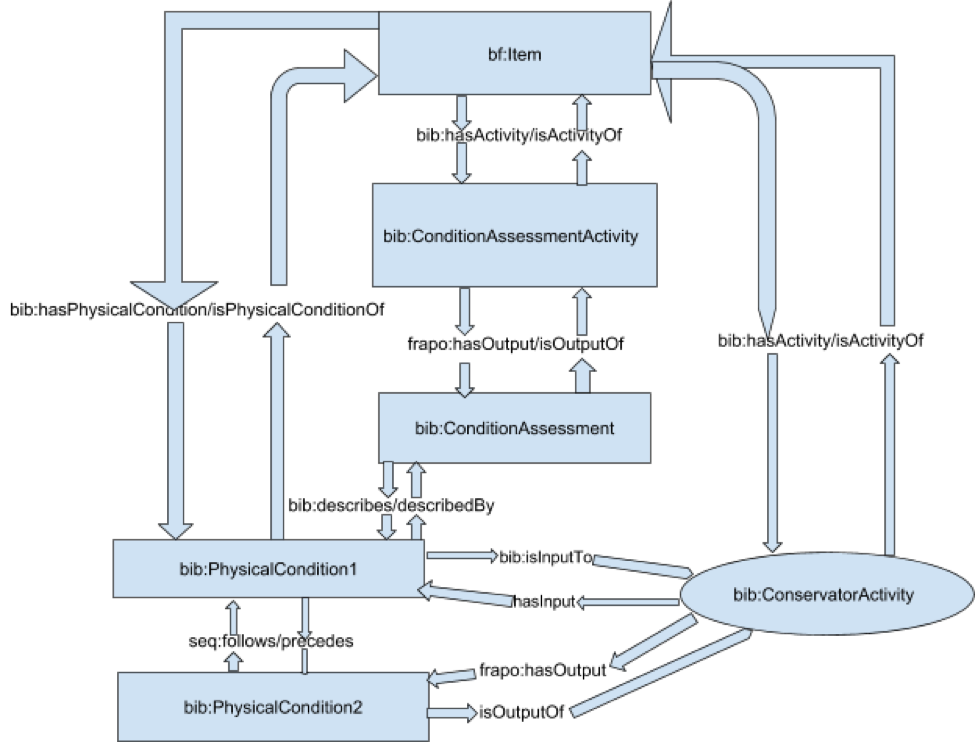 bf:Item
bib:hasActivity/isActivityOf
bib:ConditionAssessmentActivity
bib:hasPhysicalCondition/isPhysicalConditionOf
frapo:hasOutput/isOutputOf
bib:hasActivity/isActivityOf
bib:ConditionAssessment
bib:describes/describedBy
bib:PhysicalCondition1
bib:isInputTo
hasInput
bib:ConservatorActivity
seq:follows/precedes
frapo:hasOutput
bib:PhysicalCondition2
isOutputOf